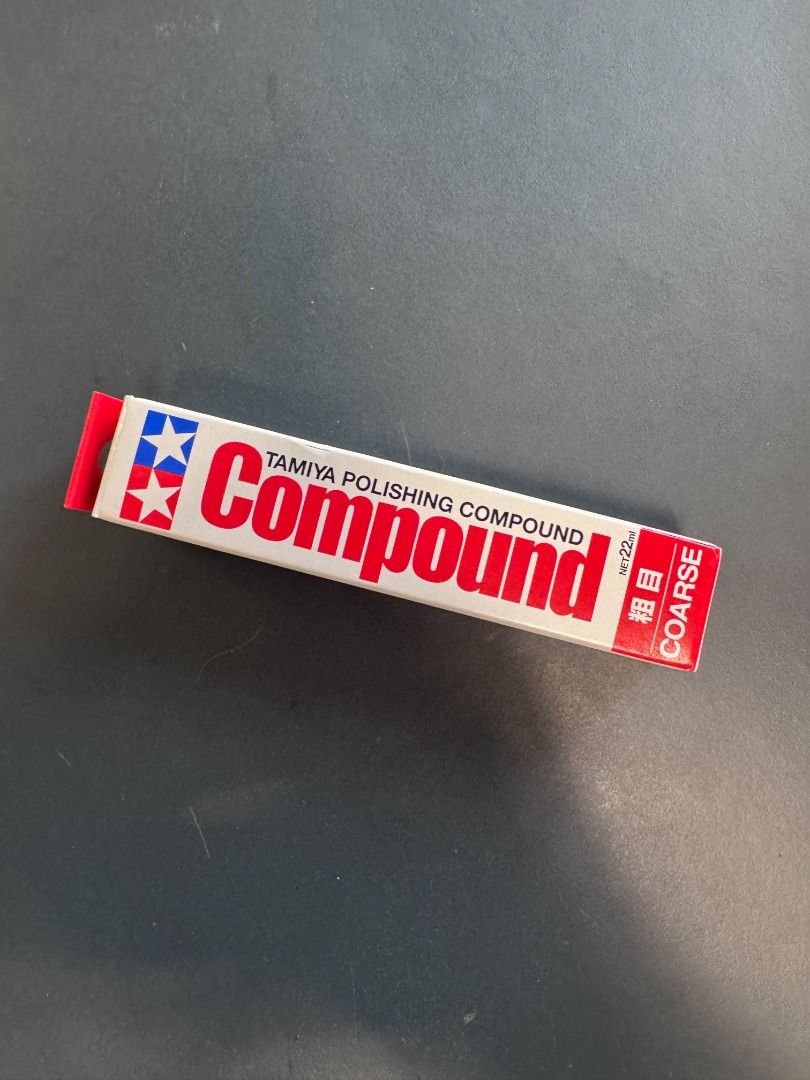 TAMIYA POLISHING COMPOUND
Compound
NET22ml
粗目
COARSE